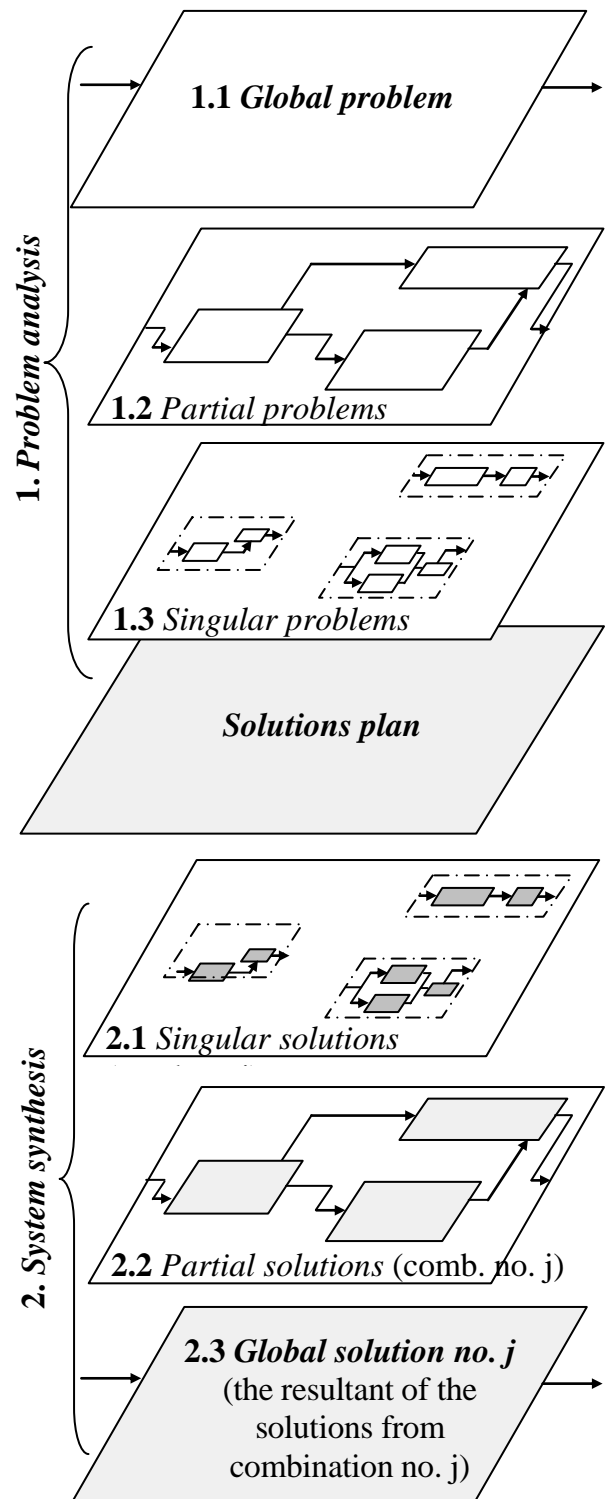 1. Problem analysis
1.1 Global problem
1.2 Partial problems
1.3 Singular problems
Solutions plan
2. System synthesis
2.1 Singular solutions
2.2 Partial solutions (comb. no. j)
2.3 Global solution no. j
(the resultant of the
solutions from
combination no. j)